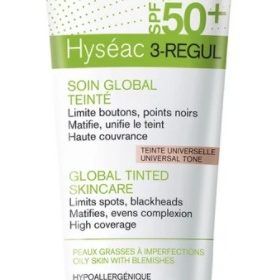 SPF 50+
Hyséac 3-REGUL
SOIN GLOBAL
TEINTÉ
Limite boutons, points noirs
Matifie, unifie le teint
Haute couvrance
TEINTE UNIVERSELLE
UNIVERSAL TONE
GLOBAL TINTED
SKINCARE
Limits spots, blackheads
Matifies, evens complexion
High coverage
PEAUX GRASSES À IMPERFECTIONS
OILY SKIN WITH BLEMISHES
HYPOALLERGÉNIQUE